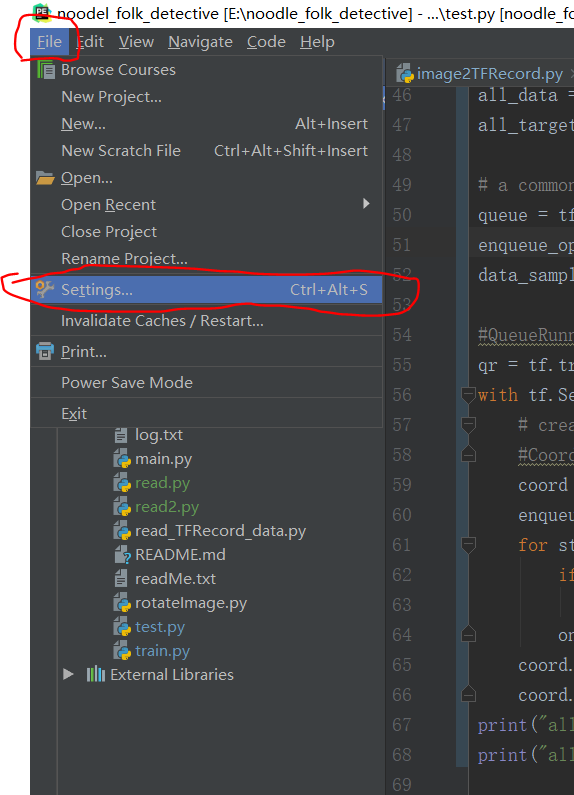 PE noodel_folk_detective [E:\noodle_folk_detective] - ...\test.py [noodle_fo
File Edit View Navigate Code Help
Browse Courses
New Project...
New... Alt+Insert
New Scratch File Ctrl+Alt+Shift+Insert
Open...
Open Recent
Close Project
Rename Project...
Settings... Ctrl+Alt+S
Invalidate Caches / Restart...
Print...
Power Save Mode
Exit
log.txt
main.py
read.py
read2.py
read_TFRecord_data.py
README.md
readMe.txt
rotateImage.py
test.py
train.py
External Libraries
image2TFRecord.py
46 all_data =
47 all_target
48
49 # a common
50 queue = tf
51 enqueue_op
52 data_sampl
53
54 #QueueRunn
55 qr = tf.tr
56 with tf.Se
57 # crea
58 #Coord
59 coord
60 enqueu
61 for st
62 if
63
64 on
65 coord.
66 coord.
67 print("all
68 print("all
69